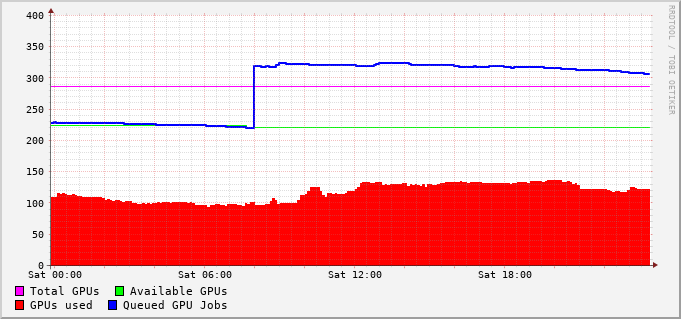 400
350
300
250
200
150
100
50
0
Sat 00:00 Sat 06:00 Sat 12:00 Sat 18:00
Total GPUs Available GPUs
GPUs used Queued GPU Jobs
RRDTOOL / TOBI OETIKER